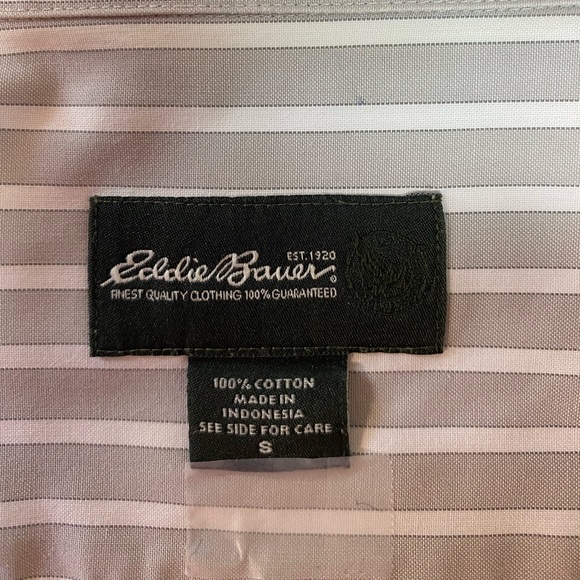 EST. 1920
Eddie Bauer®
FINEST QUALITY CLOTHING 100% GUARANTEED
100% COTTON
MADE IN
INDONESIA
SEE SIDE FOR CARE
S